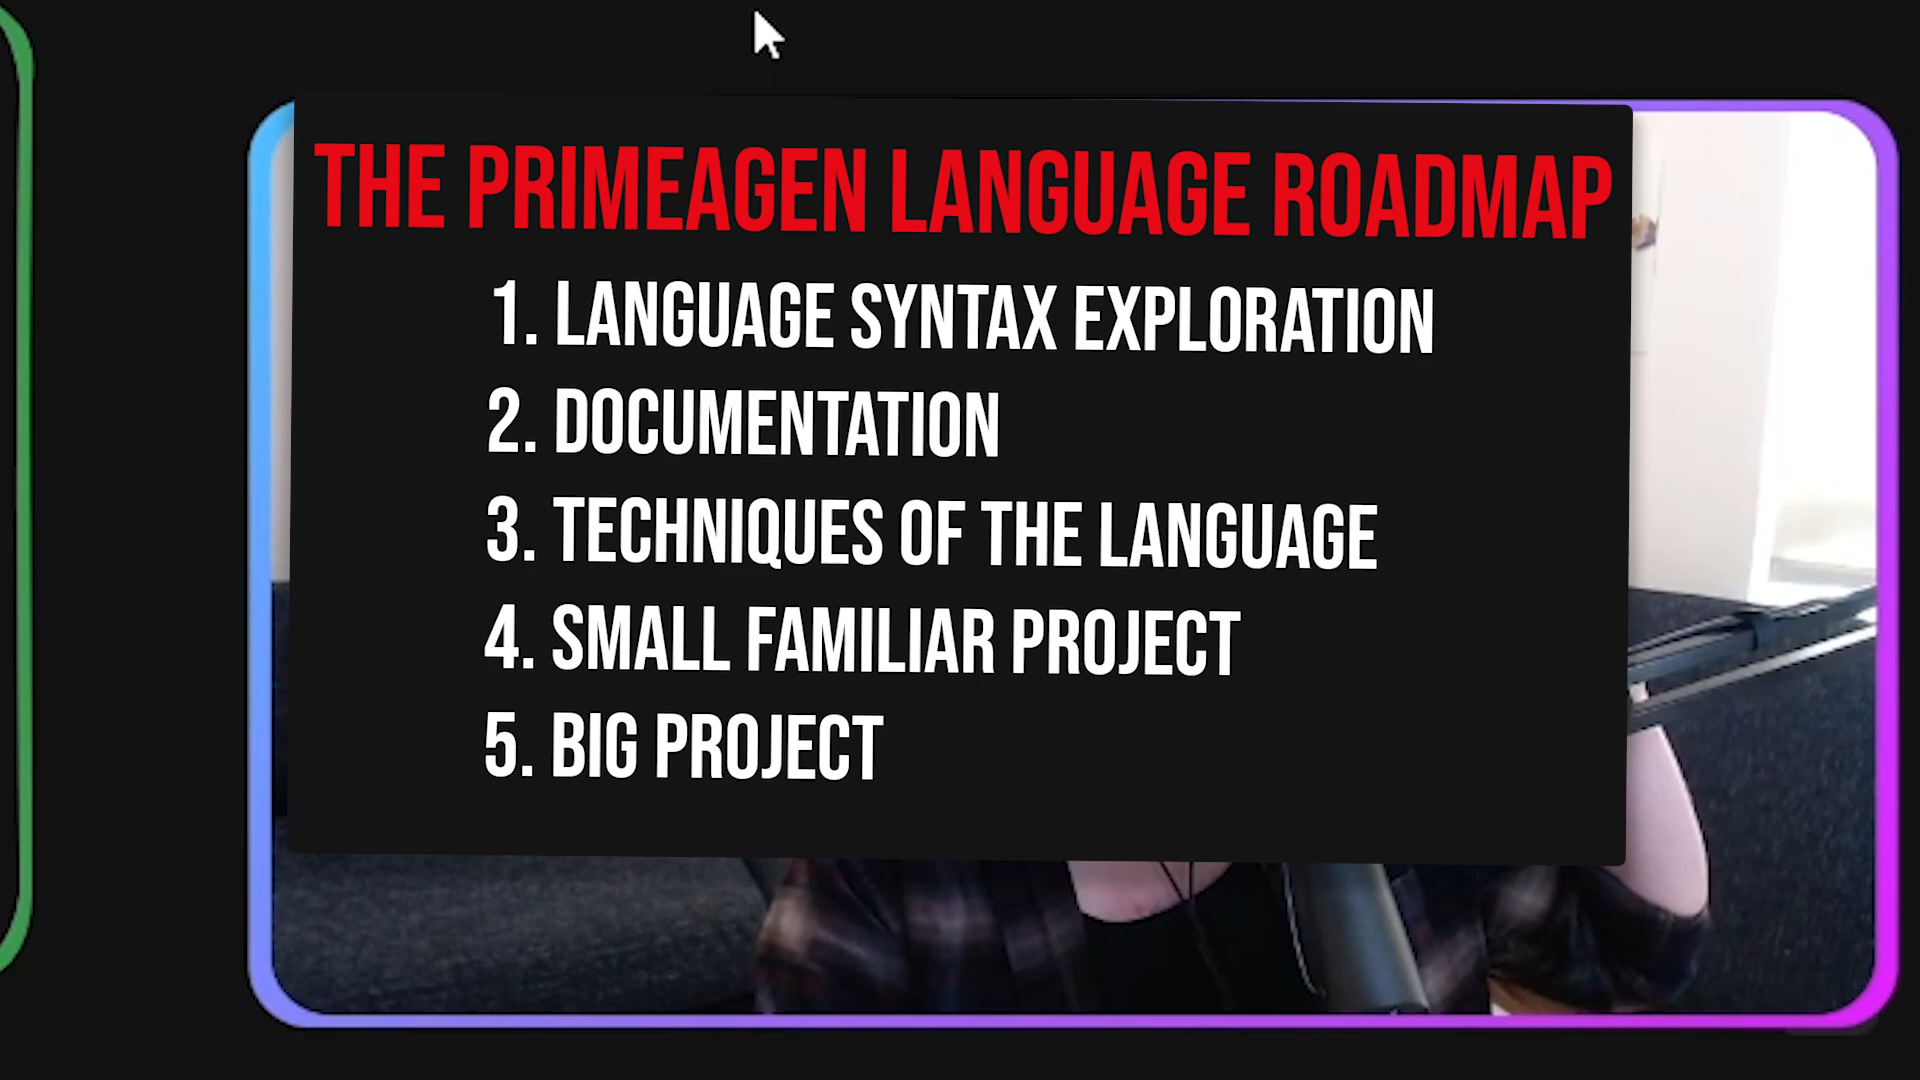 THE PRIMEAGEN LANGUAGE ROADMAP
1. LANGUAGE SYNTAX EXPLORATION
2. DOCUMENTATION
3. TECHNIQUES OF THE LANGUAGE
4. SMALL FAMILIAR PROJECT
5. BIG PROJECT